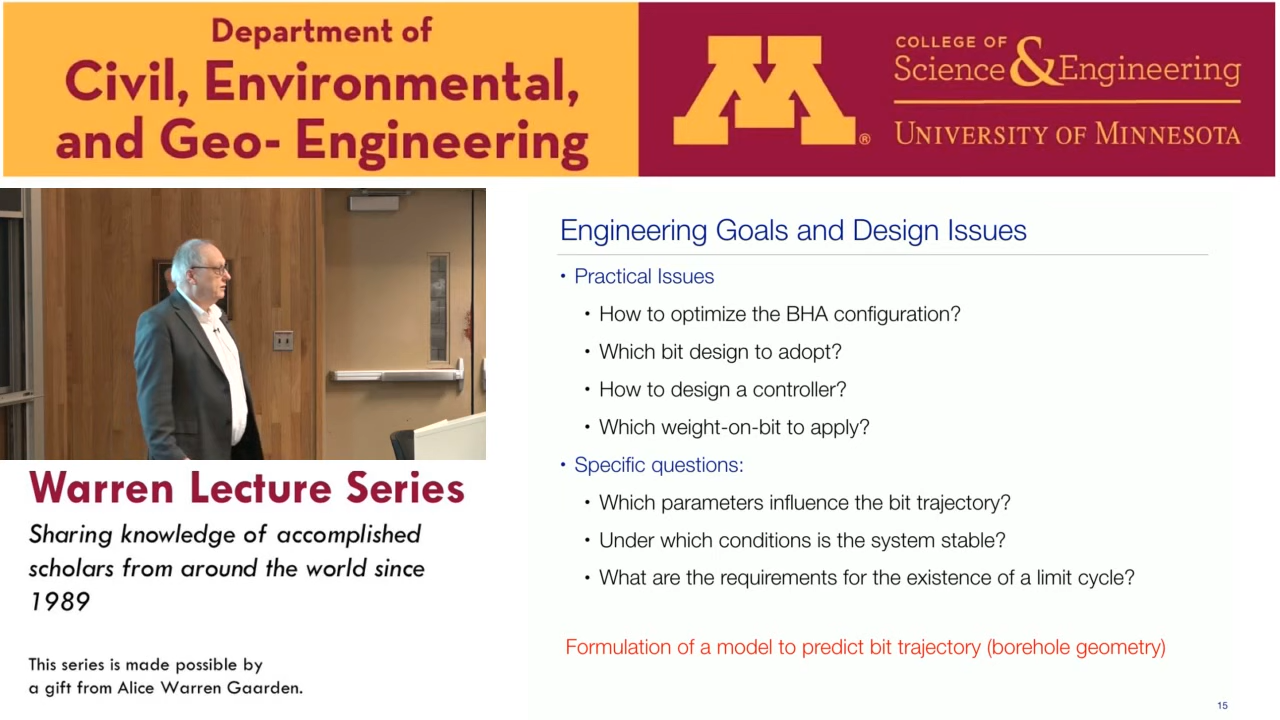 Department of
Civil, Environmental,
and Geo- Engineering
M®
COLLEGE OF
Science & Engineering
UNIVERSITY OF MINNESOTA
Warren Lecture Series
Sharing knowledge of accomplished
scholars from around the world since
1989
This series is made possible by
a gift from Alice Warren Gaarden.
Engineering Goals and Design Issues
• Practical Issues
• How to optimize the BHA configuration?
• Which bit design to adopt?
• How to design a controller?
• Which weight-on-bit to apply?
• Specific questions:
• Which parameters influence the bit trajectory?
• Under which conditions is the system stable?
• What are the requirements for the existence of a limit cycle?
Formulation of a model to predict bit trajectory (borehole geometry)
15